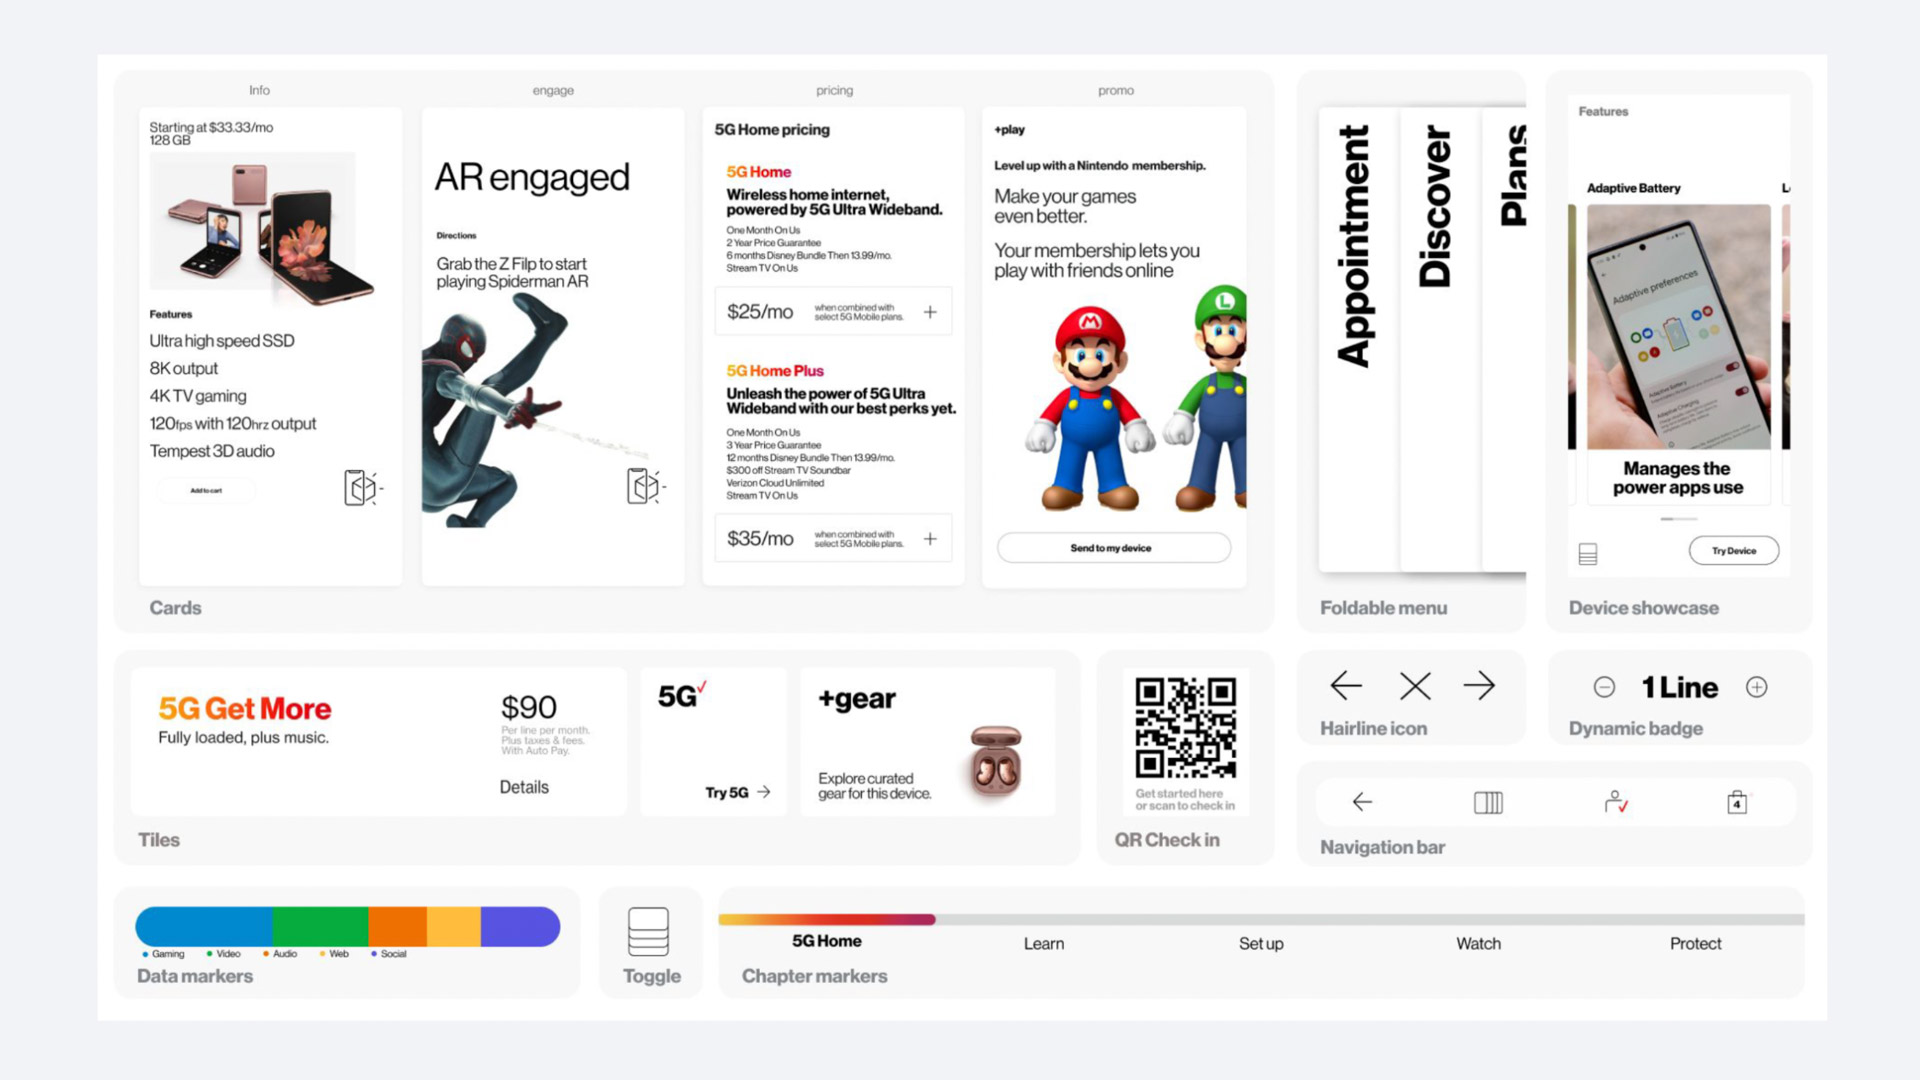 Info
Starting at $33.33/mo
128 GB
Features
Ultra high speed SSD
8K output
4K TV gaming
120fps with 120hrz output
Tempest 3D audio
Add to cart
engage
AR engaged
Directions
Grab the Z Filp to start
playing Spiderman AR
pricing
5G Home pricing
5G Home
Wireless home internet,
powered by 5G Ultra Wideband.
One Month On Us
2 Year Price Guarantee
6 months Disney Bundle Then 13.99/mo.
Stream TV On Us
$25/mo
when combined with
select 5G Mobile plans.
+
5G Home Plus
Unleash the power of 5G Ultra
Wideband with our best perks yet.
One Month On Us
3 Year Price Guarantee
12 months Disney Bundle Then 13.99/mo.
$300 off Stream TV Soundbar
Verizon Cloud Unlimited
Stream TV On Us
$35/mo
when combined with
select 5G Mobile plans.
+
promo
+play
Level up with a Nintendo membership.
Make your games
even better.
Your membership lets you
play with friends online
M
L
Send to my device
Cards
Appointment
Discover
Plans
Foldable menu
Features
Adaptive Battery
Adaptive preferences
Adaptive Battery
Adaptive Charging
Manages the
power apps use
Try Device
Device showcase
5G Get More
Fully loaded, plus music.
$90
Per line per month.
Plus taxes & fees.
With Auto Pay.
Details
5G
Try 5G
+gear
Explore curated
gear for this device.
Tiles
Get started here
or scan to check in
QR Check in
Hairline icon
1 Line
Dynamic badge
4
Navigation bar
Gaming
Video
Audio
Web
Social
Data markers
Toggle
5G Home
Learn
Set up
Watch
Protect
Chapter markers